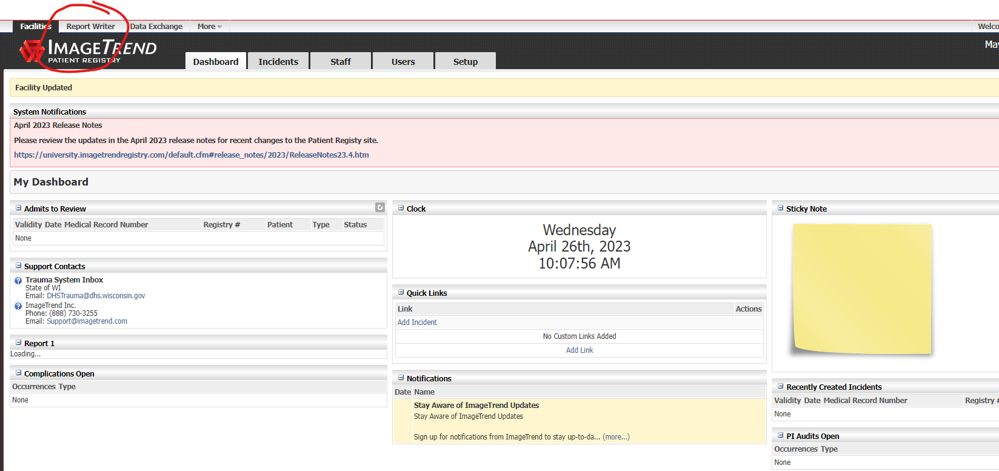 Facilities Report Writer Data Exchange More
IMAGETREND
PATIENT REGISTRY
Dashboard Incidents Staff Users Setup
Facility Updated
System Notifications
April 2023 Release Notes
Please review the updates in the April 2023 release notes for recent changes to the Patient Registy site.
https://university.imagetrendregistry.com/default.cfm#release_notes/2023/ReleaseNotes23.4.htm
My Dashboard
Admits to Review
Validity Date Medical Record Number Registry # Patient Type Status
None
Support Contacts
Trauma System Inbox
State of WI
Email: DHSTrauma@dhs.wisconsin.gov
ImageTrend Inc.
Phone: (888) 730-3255
Email: Support@imagetrend.com
Report 1
Loading...
Complications Open
Occurrences Type
None
Clock
Wednesday
April 26th, 2023
10:07:56 AM
Quick Links
Link Actions
Add Incident
No Custom Links Added
Add Link
Notifications
Date Name
Stay Aware of ImageTrend Updates
Stay Aware of ImageTrend Updates
Sign up for notifications from ImageTrend to stay up-to-da... (more...)
Sticky Note
Recently Created Incidents
Validity Date Medical Record Number Registry
None
PI Audits Open
Occurrences Type
None